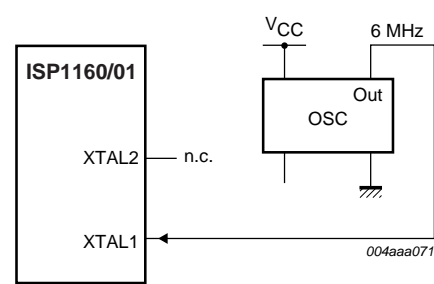 VCC
6 MHz
ISP1160/01
Out
OSC
XTAL2
n.c.
XTAL1
004aaa071